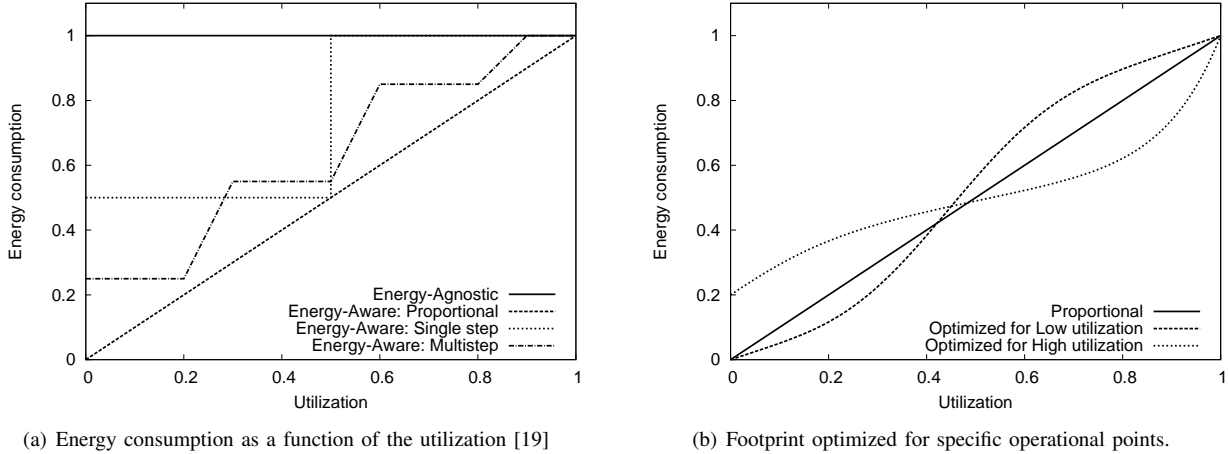 1
0.8
0.6
0.4
0.2
0
0 0.2 0.4 0.6 0.8 1
Energy consumption
Utilization
Energy-Agnostic
Energy-Aware: Proportional
Energy-Aware: Single step
Energy-Aware: Multistep
(a) Energy consumption as a function of the utilization [19]
1
0.8
0.6
0.4
0.2
0
0 0.2 0.4 0.6 0.8 1
Energy consumption
Utilization
Proportional
Optimized for Low utilization
Optimized for High utilization
(b) Footprint optimized for specific operational points.